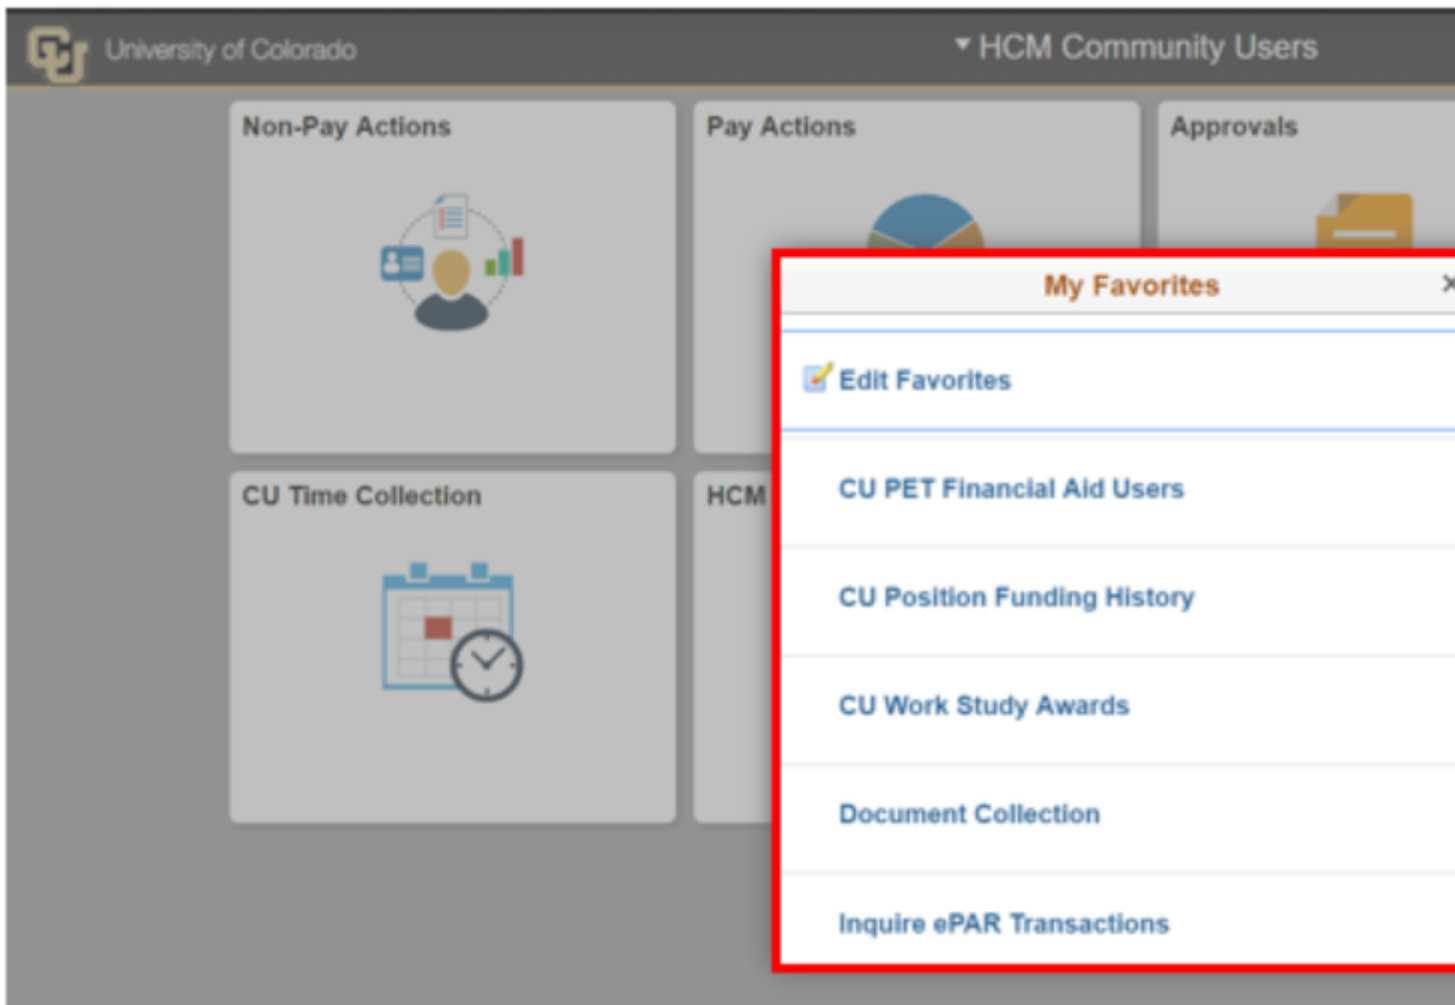 CU University of Colorado
HCM Community Users
Non-Pay Actions
Pay Actions
Approvals
My Favorites
Edit Favorites
CU Time Collection
HCM
CU PET Financial Aid Users
CU Position Funding History
CU Work Study Awards
Document Collection
Inquire ePAR Transactions